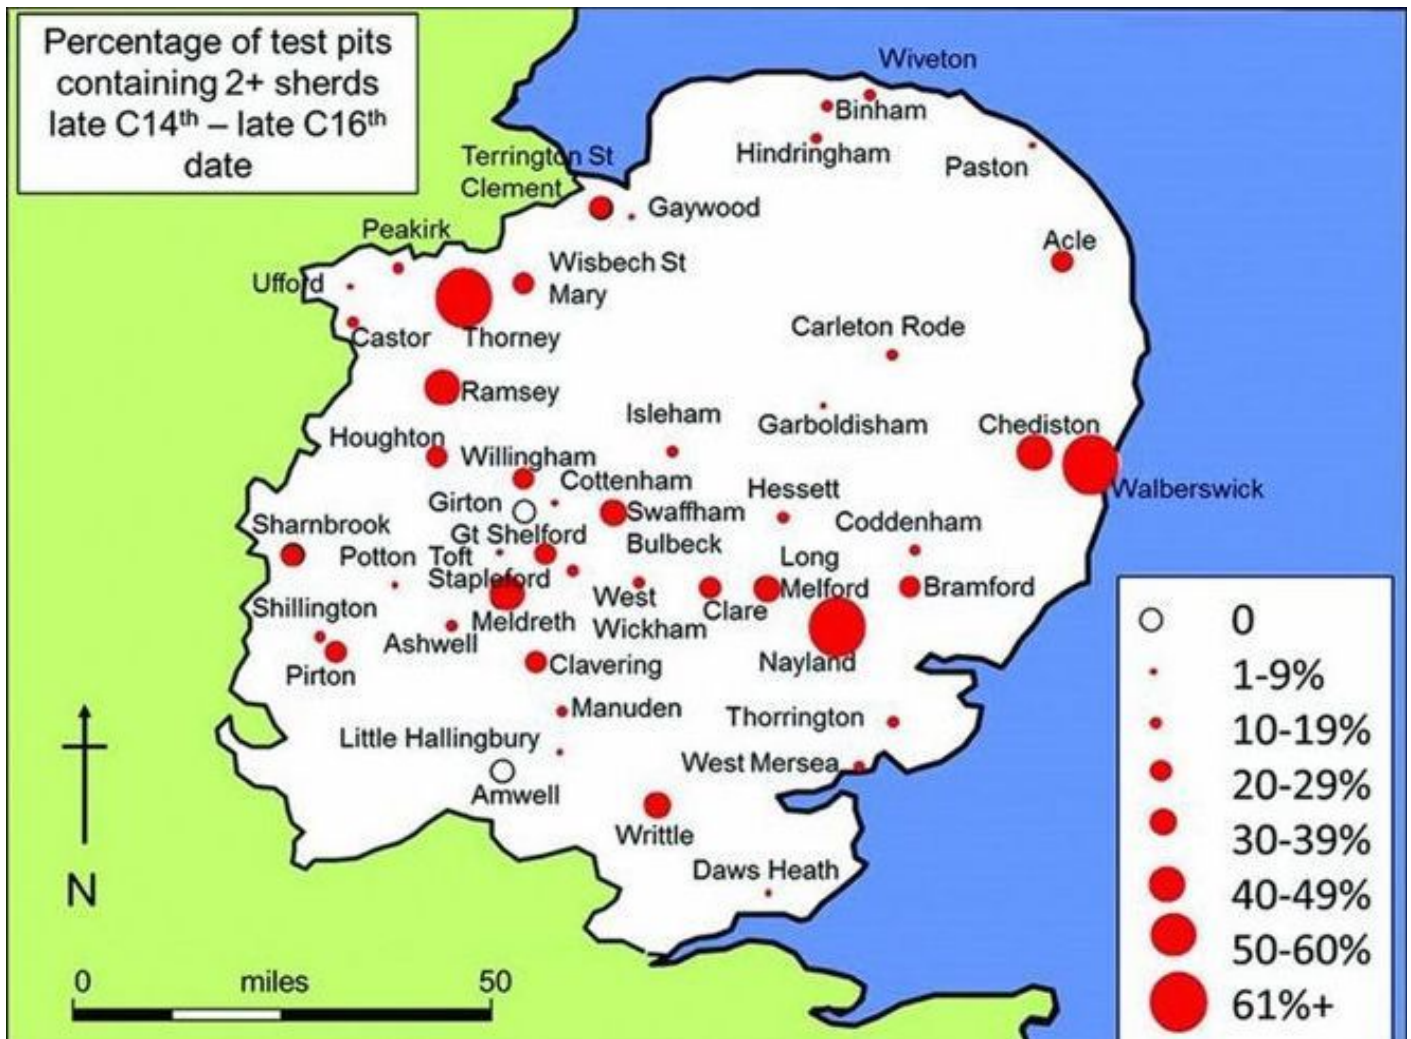 Percentage of test pits
containing 2+ sherds
late C14th – late C16th
date
Wiveton
Binham
Hindringham
Paston
Terrington St
Clement
Gaywood
Peakirk
Acle
Wisbech St
Mary
Ufford
Castor
Thorney
Carleton Rode
Ramsey
Isleham
Garboldisham
Chediston
Houghton
Willingham
Cottenham
Hessett
Walberswick
Girton
Swaffham
Bulbeck
Sharnbrook
Gt Shelford
Coddenham
Potton
Toft
Long
Melford
Stapleford
Bramford
West
Wickham
Clare
Shillington
Meldreth
Ashwell
Nayland
Pirton
Clavering
Manuden
Thorrington
Little Hallingbury
West Mersea
Amwell
Writtle
Daws Heath
N
0 miles 50
0
1-9%
10-19%
20-29%
30-39%
40-49%
50-60%
61%+